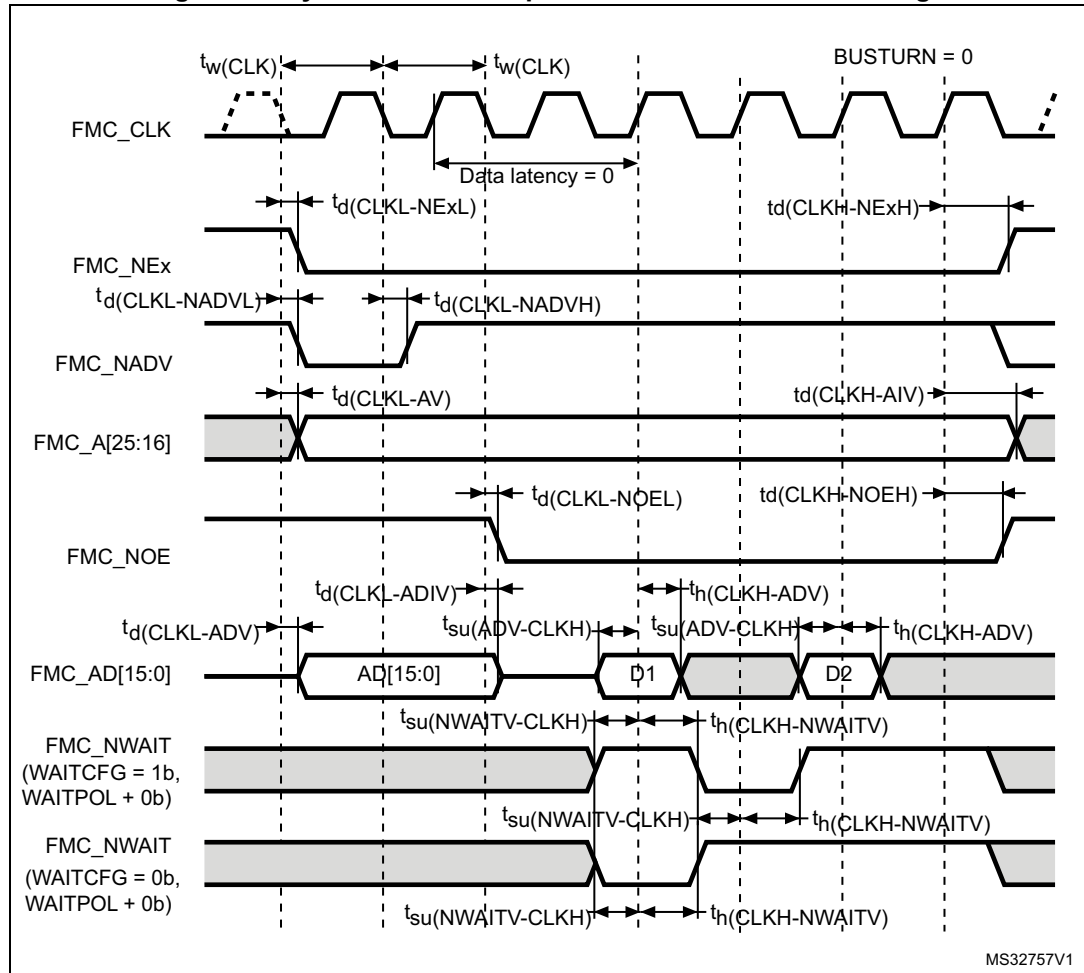 BUSTURN = 0
tw(CLK)
tw(CLK)
FMC_CLK
Data latency = 0
td(CLKL-NExL)
td(CLKH-NExH)
FMC_NEx
td(CLKL-NADVL)
td(CLKL-NADVH)
FMC_NADV
td(CLKL-AV)
td(CLKH-AIV)
FMC_A[25:16]
td(CLKL-NOEL)
td(CLKH-NOEH)
FMC_NOE
td(CLKL-ADIV)
th(CLKH-ADV)
td(CLKL-ADV)
tsu(ADV-CLKH)
tsu(ADV-CLKH)
th(CLKH-ADV)
FMC_AD[15:0]
AD[15:0]
D1
D2
tsu(NWAITV-CLKH)
th(CLKH-NWAITV)
FMC_NWAIT
(WAITCFG = 1b,
WAITPOL + 0b)
tsu(NWAITV-CLKH)
th(CLKH-NWAITV)
FMC_NWAIT
(WAITCFG = 0b,
WAITPOL + 0b)
tsu(NWAITV-CLKH)
th(CLKH-NWAITV)
MS32757V1